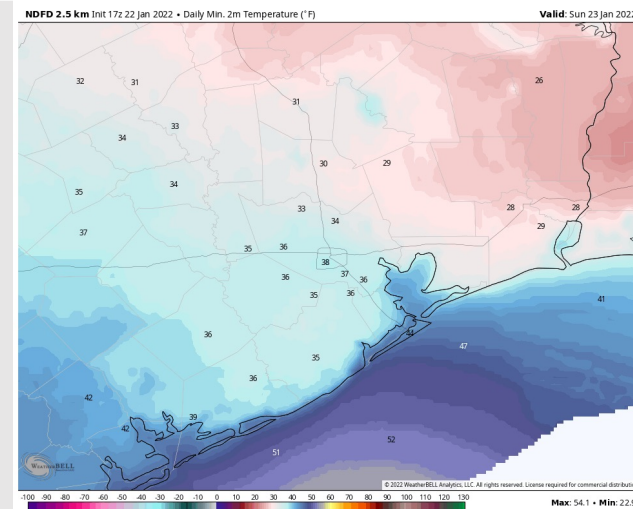 NDFD 2.5 km Init 17z 22 Jan 2022 • Daily Min. 2m Temperature (°F)
Valid: Sun 23 Jan 2022
32 31 26
31
33
34
30 29
34
35
33 28 28
34 29
37
35 36
38
36 37 36
35 36 41
44
36 47
35
36
42
39
42
52
51
WeatherBELL
© 2022 WeatherBELL Analytics, LLC. All rights reserved. License required for commercial distributi
-100 -90 -80 -70 -60 -50 -40 -30 -20 -10 0 10 20 30 40 50 60 70 80 90 100 110 120 130
Max: 54.1 • Min: 22.9